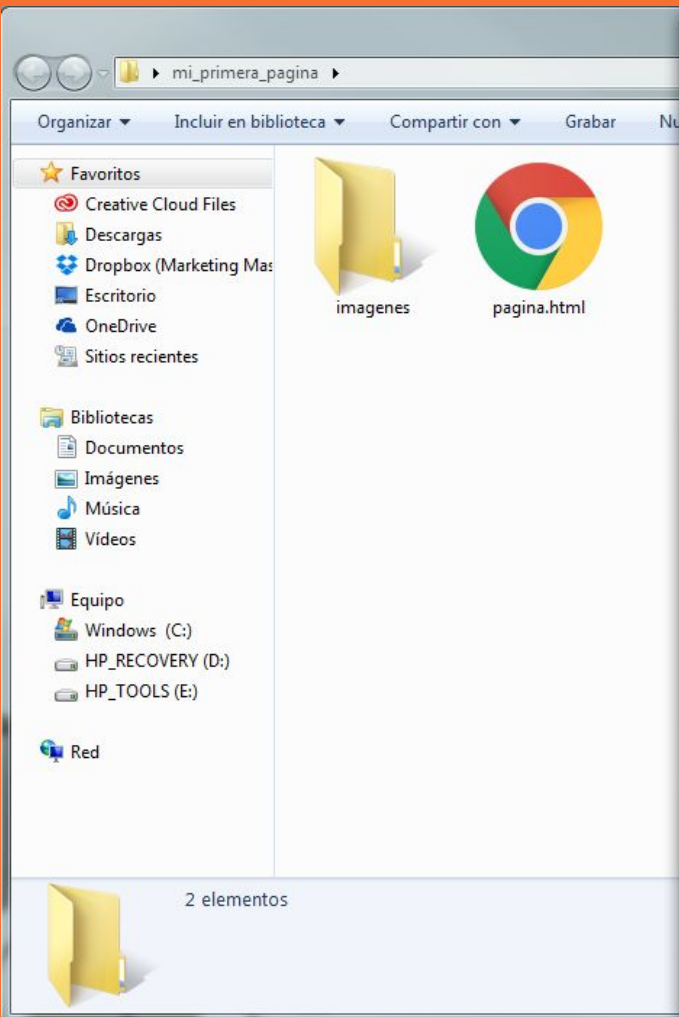 mi_primera_pagina
Organizar Incluir en biblioteca Compartir con Grabar
Favoritos
Creative Cloud Files
Descargas
Dropbox (Marketing Mas
Escritorio
OneDrive
Sitios recientes
Bibliotecas
Documentos
Imágenes
Música
Vídeos
Equipo
Windows (C:)
HP_RECOVERY (D:)
HP_TOOLS (E:)
Red
imagenes pagina.html
2 elementos